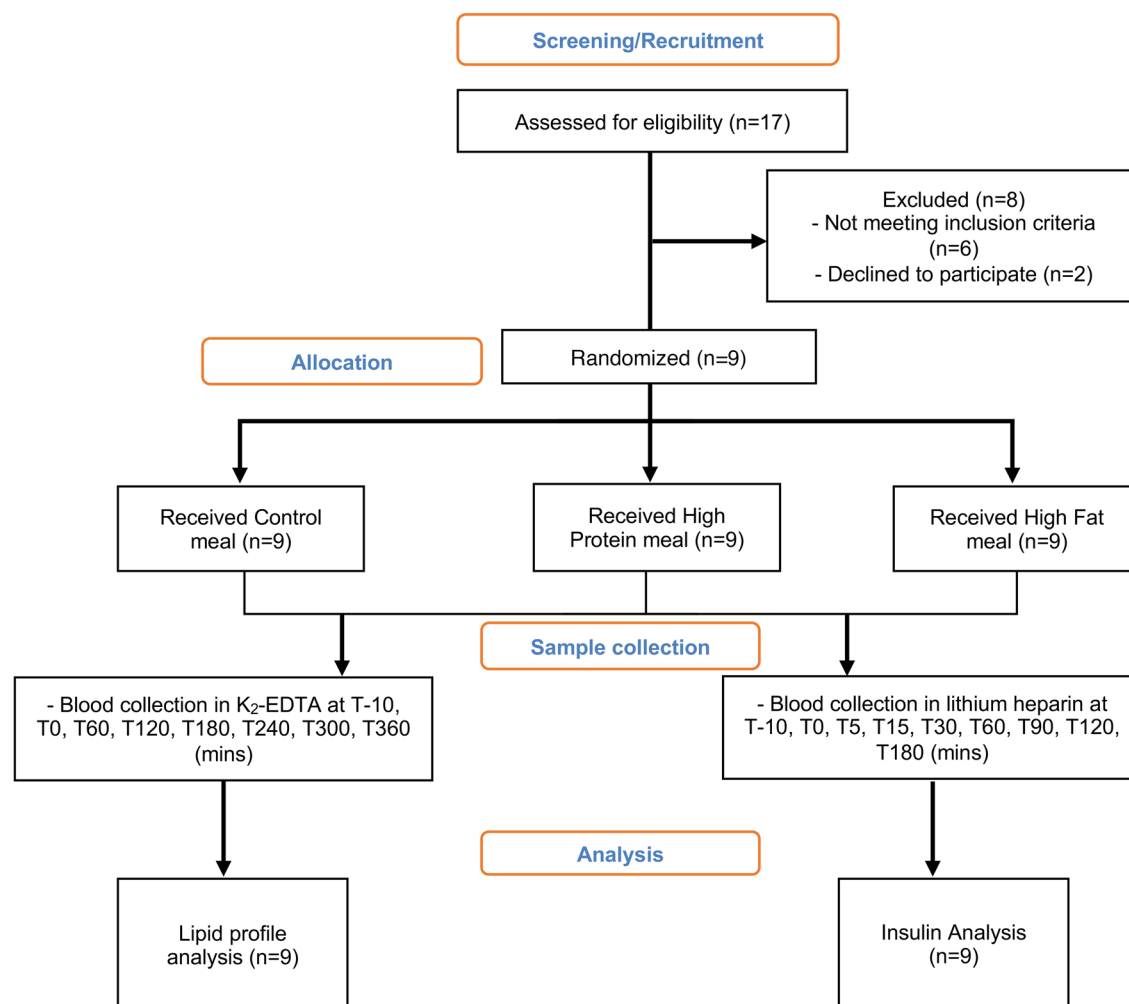 Screening/Recruitment
Assessed for eligibility (n=17)
Excluded (n=8)
- Not meeting inclusion criteria
(n=6)
- Declined to participate (n=2)
Allocation
Randomized (n=9)
Received Control
meal (n=9)
Received High
Protein meal (n=9)
Received High Fat
meal (n=9)
Sample collection
- Blood collection in K₂-EDTA at T-10,
T0, T60, T120, T180, T240, T300, T360
(mins)
- Blood collection in lithium heparin at
T-10, T0, T5, T15, T30, T60, T90, T120,
T180 (mins)
Analysis
Lipid profile
analysis (n=9)
Insulin Analysis
(n=9)